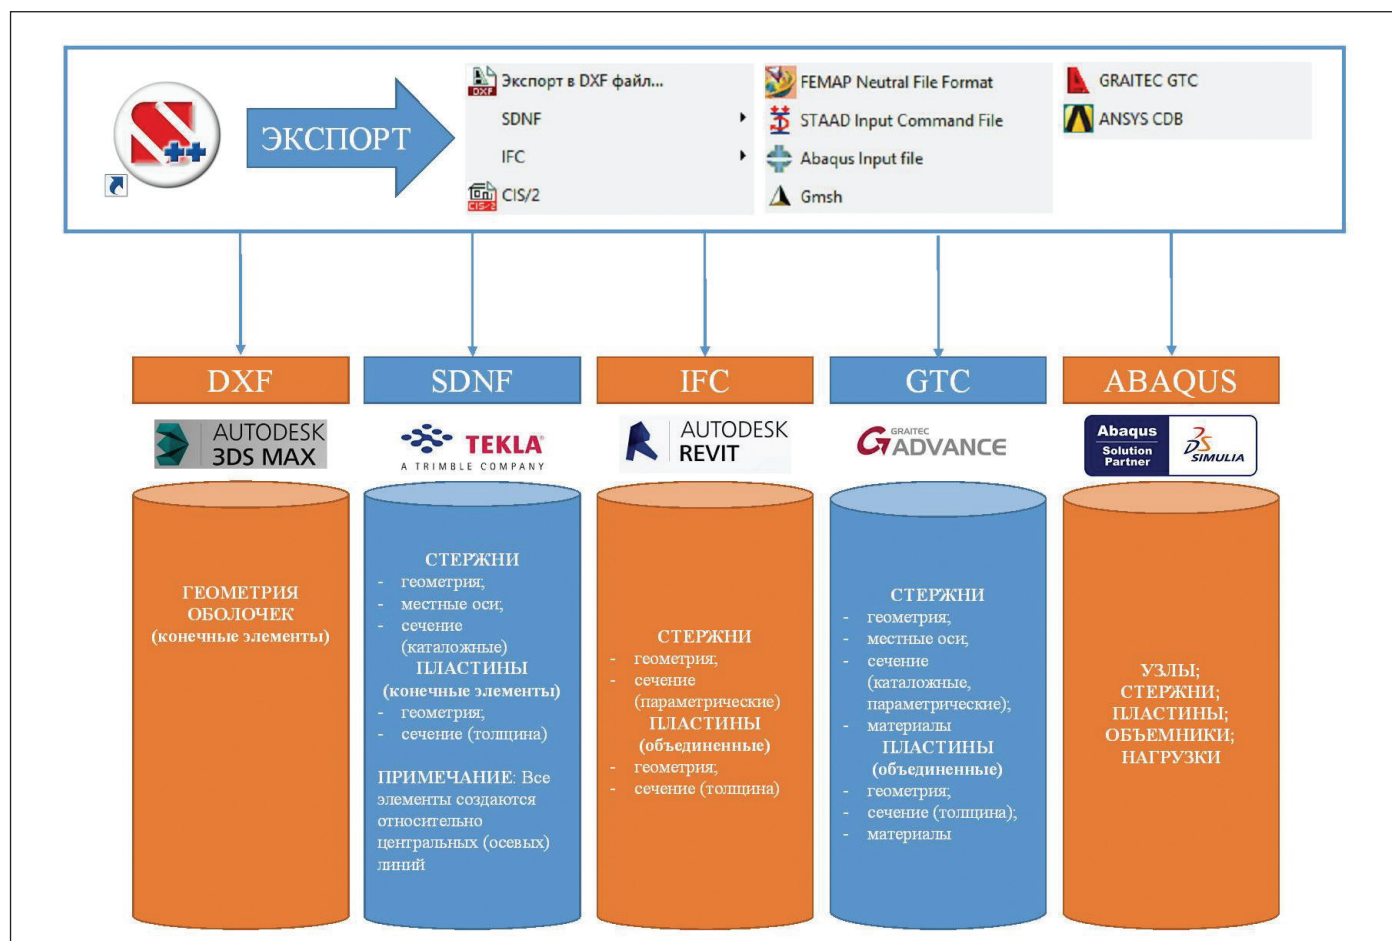 S++
ЭКСПОРТ
DXF
Экспорт в DXF файл...
SDNF
IFC
CIS/2
CIS/2
FEMAP Neutral File Format
STAAD Input Command File
Abaqus Input file
Gmsh
GRAITEC GTC
ANSYS CDB
DXF
SDNF
IFC
GTC
ABAQUS
AUTODESK
3DS MAX
TEKLA®
A TRIMBLE COMPANY
AUTODESK
REVIT
GRAITEC
ADVANCE
Abaqus
Solution
Partner
SIMULIA
ГЕОМЕТРИЯ
ОБОЛОЧЕК
(конечные элементы)
СТЕРЖНИ
- геометрия;
- местные оси;
- сечение
(каталожные)
ПЛАСТИНЫ
(конечные элементы)
- геометрия;
- сечение (толщина)
ПРИМЕЧАНИЕ: Все
элементы создаются
относительно
центральных (осевых)
линий
СТЕРЖНИ
- геометрия;
- сечение
(параметрические)
ПЛАСТИНЫ
(объединенные)
- геометрия;
- сечение (толщина)
СТЕРЖНИ
- геометрия;
- местные оси;
- сечение
(каталожные,
параметрические);
- материалы
ПЛАСТИНЫ
(объединенные)
- геометрия;
- сечение (толщина);
- материалы
УЗЛЫ;
СТЕРЖНИ;
ПЛАСТИНЫ;
ОБЪЕМНИКИ;
НАГРУЗКИ